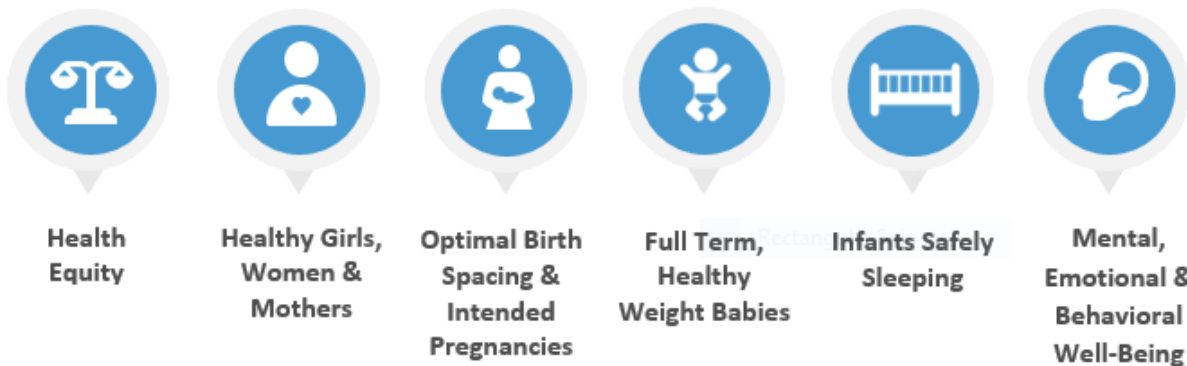 Health
Equity
Healthy Girls,
Women &
Mothers
Optimal Birth
Spacing &
Intended
Pregnancies
Full Term,
Healthy
Weight Babies
Infants Safely
Sleeping
Mental,
Emotional &
Behavioral
Well-Being